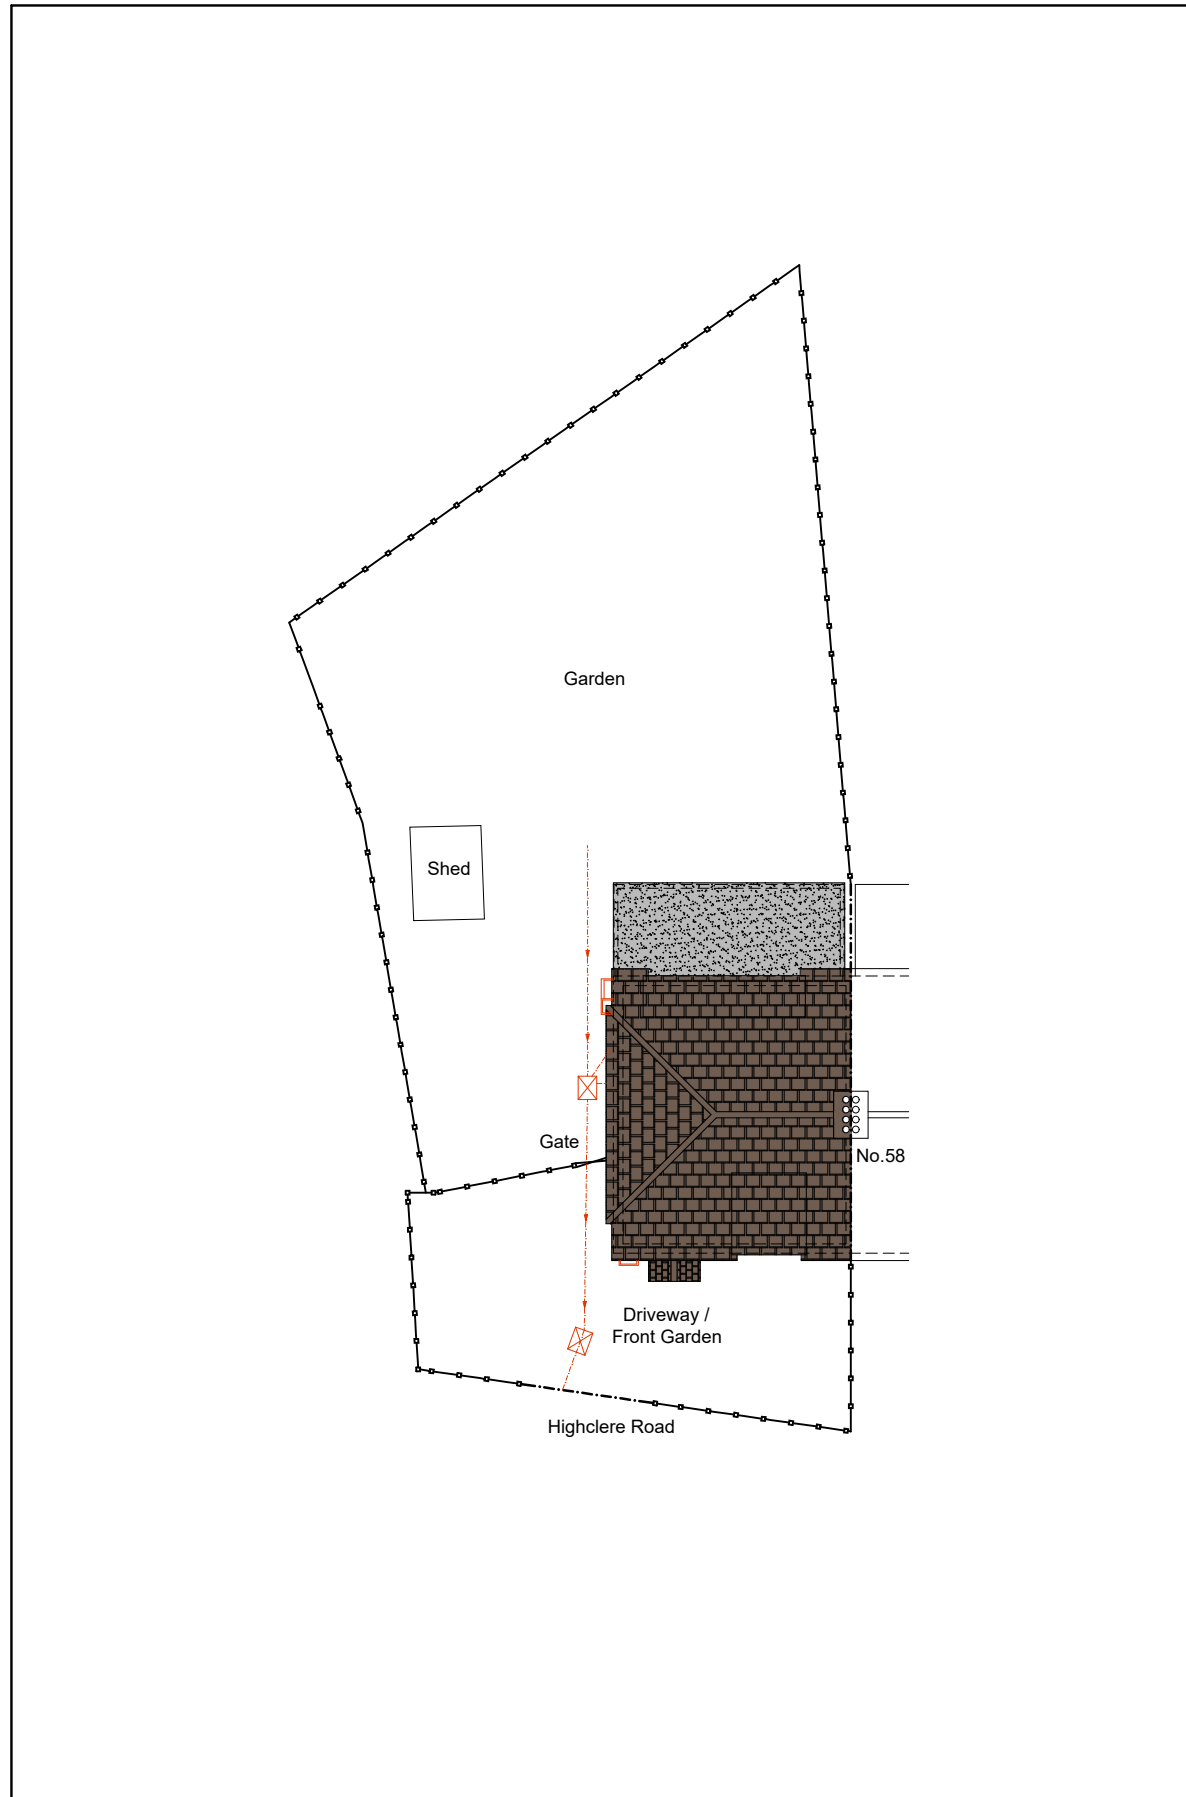 Garden
Shed
Gate
No.58
Driveway /
Front Garden
Highclere Road